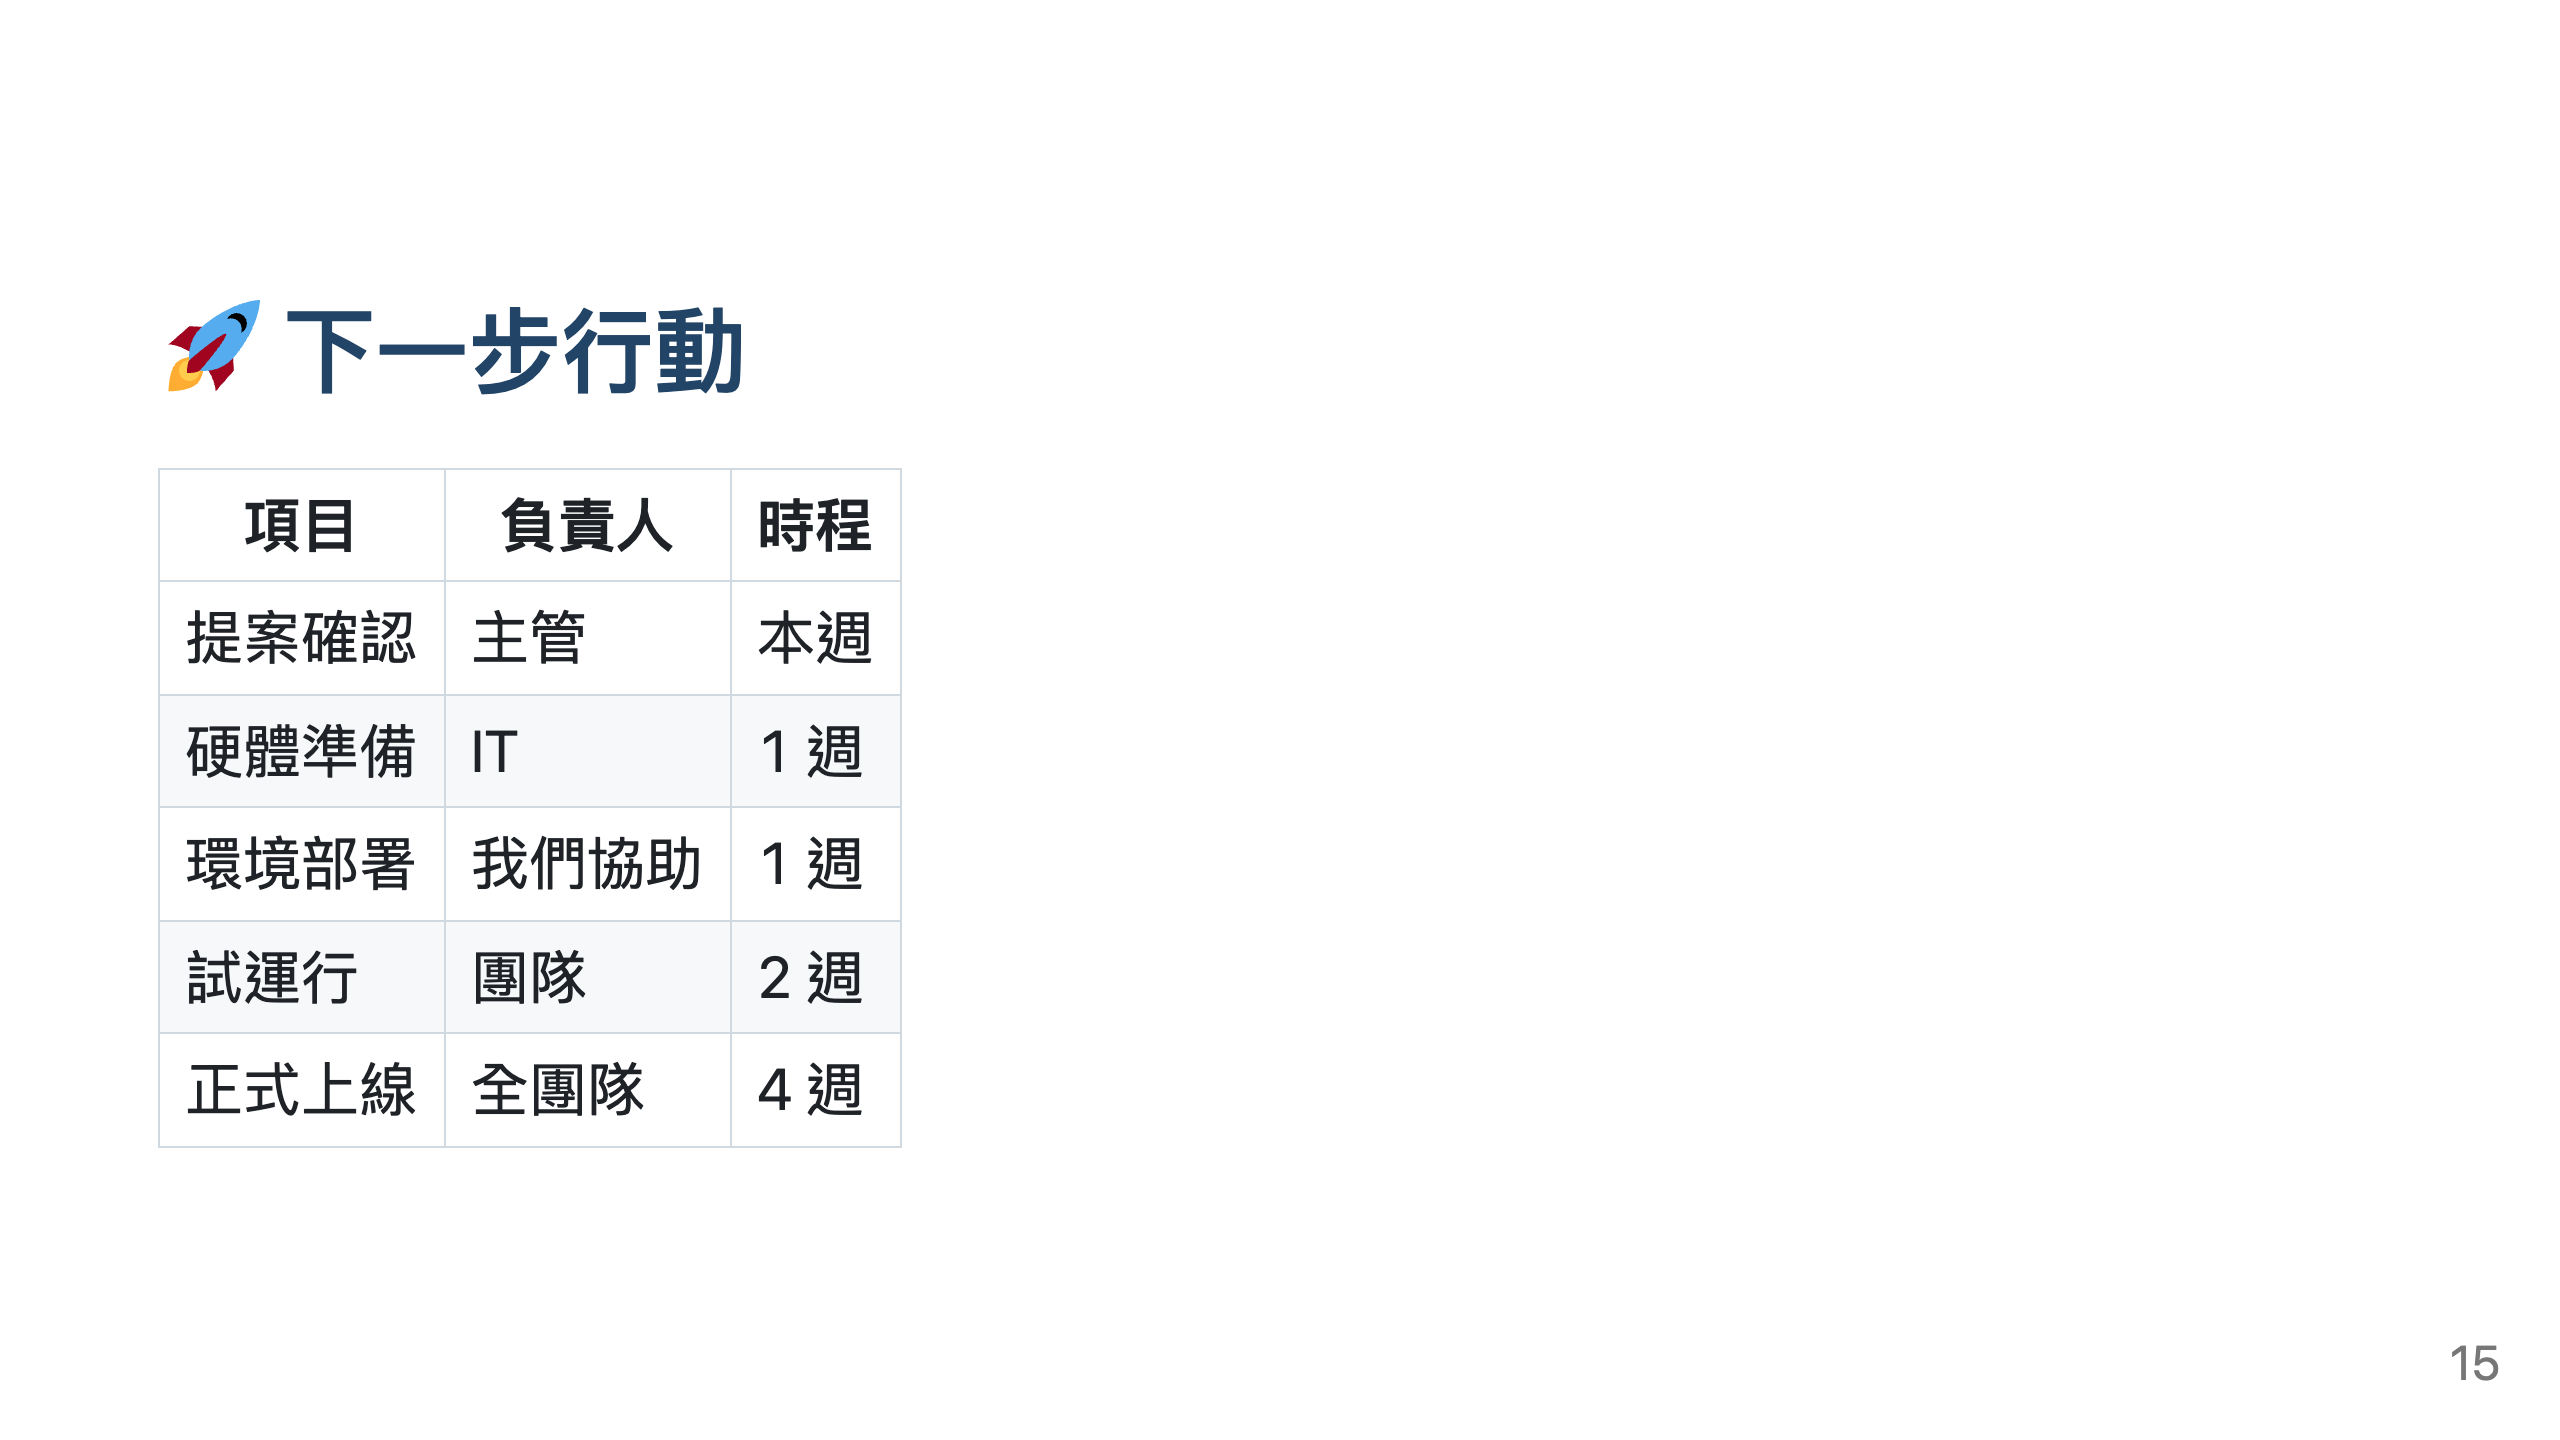 🚀 下一步行動
項目 負責人 時程
提案確認 主管 本週
硬體準備 IT 1 週
環境部署 我們協助 1 週
試運行 團隊 2 週
正式上線 全團隊 4 週
15